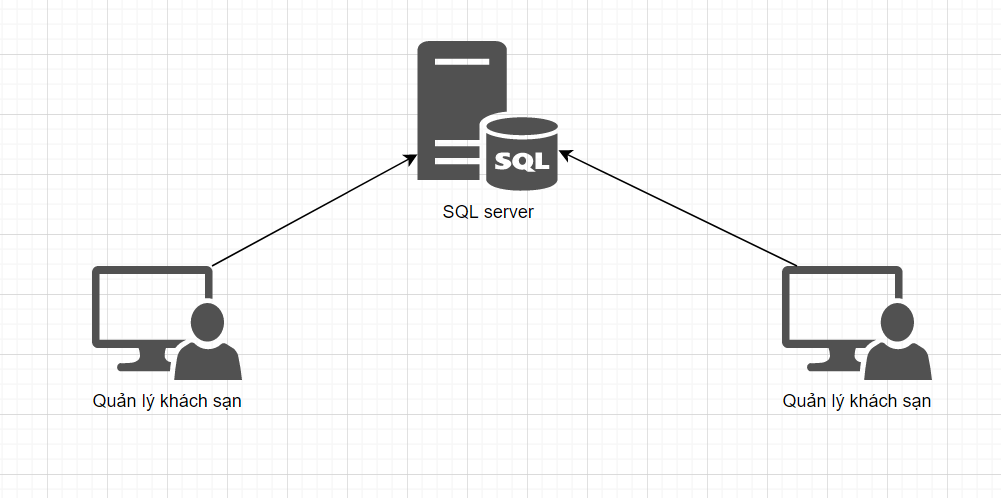 SQL
SQL server
Quản lý khách sạn
Quản lý khách sạn